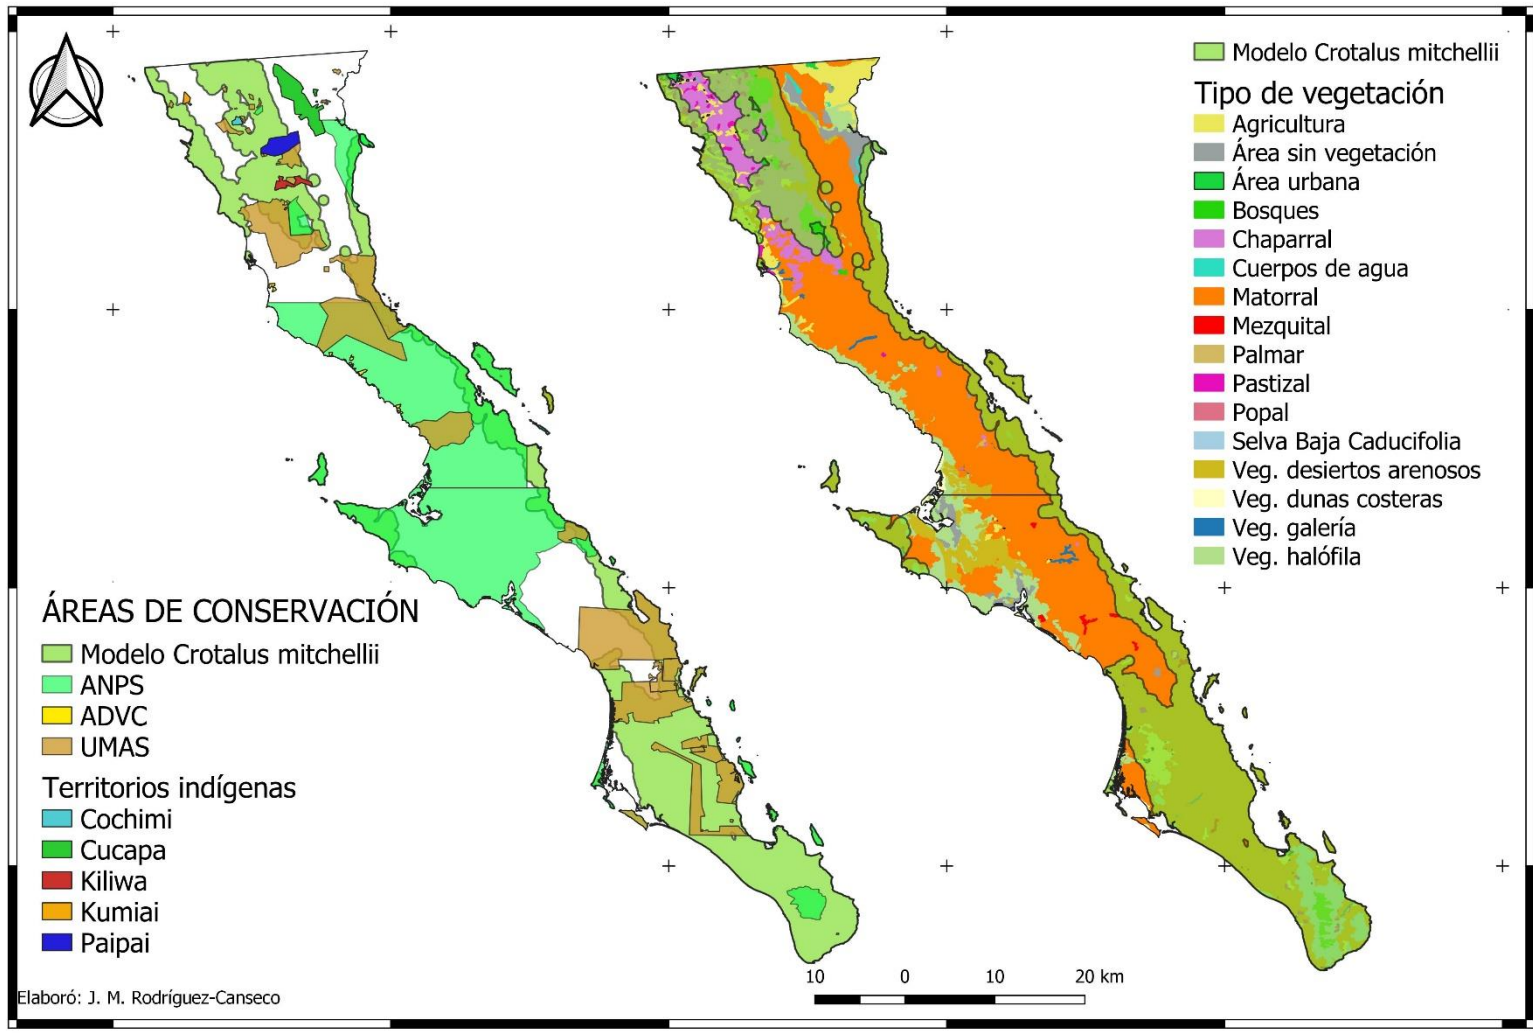 ÁREAS DE CONSERVACIÓN
Modelo Crotalus mitchellii
ANPS
ADVC
UMAS
Territorios indígenas
Cochimi
Cucapa
Kiliwa
Kumiai
Paipai
Elaboró: J. M. Rodríguez-Canseco
Modelo Crotalus mitchellii
Tipo de vegetación
Agricultura
Área sin vegetación
Área urbana
Bosques
Chaparral
Cuerpos de agua
Matorral
Mezquital
Palmar
Pastizal
Popal
Selva Baja Caducifolia
Veg. desiertos arenosos
Veg. dunas costeras
Veg. galería
Veg. halófila
10 0 10 20 km